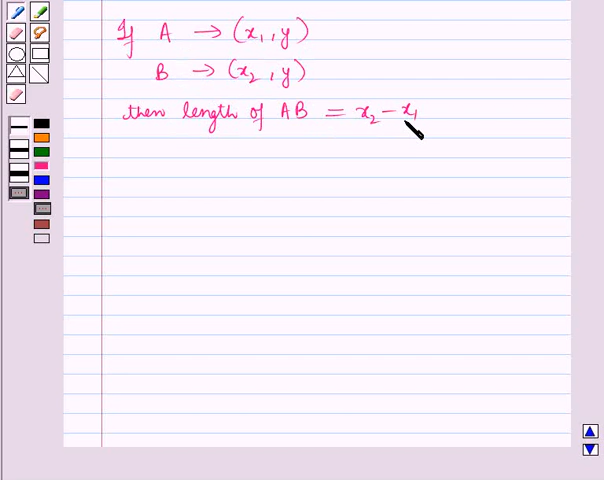 If A → (x₁, y)
B → (x₂, y)
then length of AB = x₂ − x₁